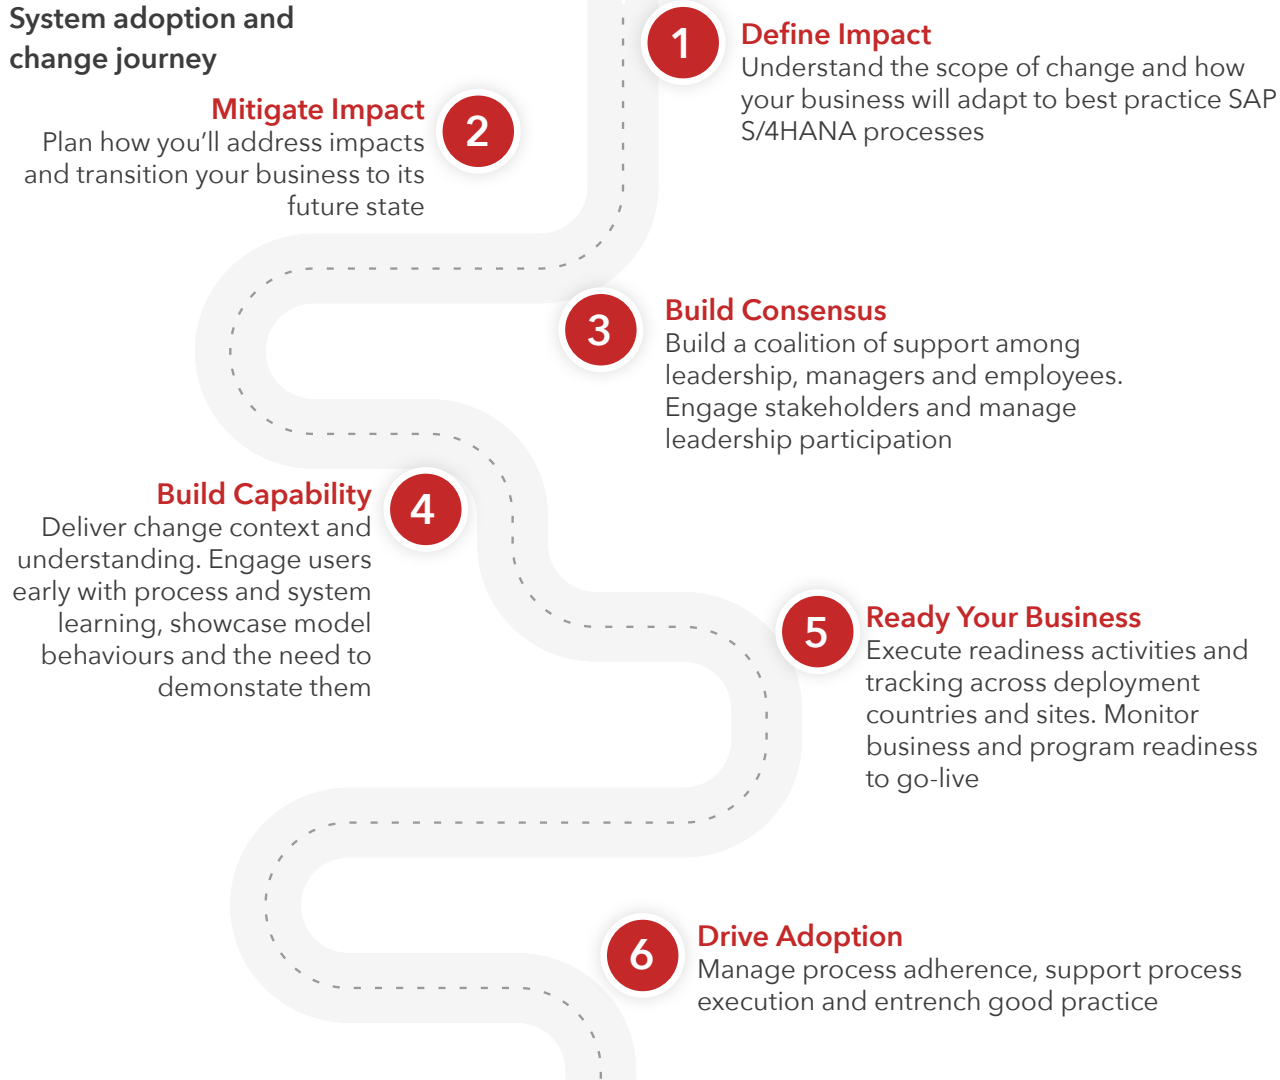 System adoption and
change journey
1
Define Impact
Understand the scope of change and how
your business will adapt to best practice SAP
S/4HANA processes
Mitigate Impact
2
Plan how you’ll address impacts
and transition your business to its
future state
3
Build Consensus
Build a coalition of support among
leadership, managers and employees.
Engage stakeholders and manage
leadership participation
Build Capability
4
Deliver change context and
understanding. Engage users
early with process and system
learning, showcase model
behaviours and the need to
demonstate them
5
Ready Your Business
Execute readiness activities and
tracking across deployment
countries and sites. Monitor
business and program readiness
to go-live
6
Drive Adoption
Manage process adherence, support process
execution and entrench good practice